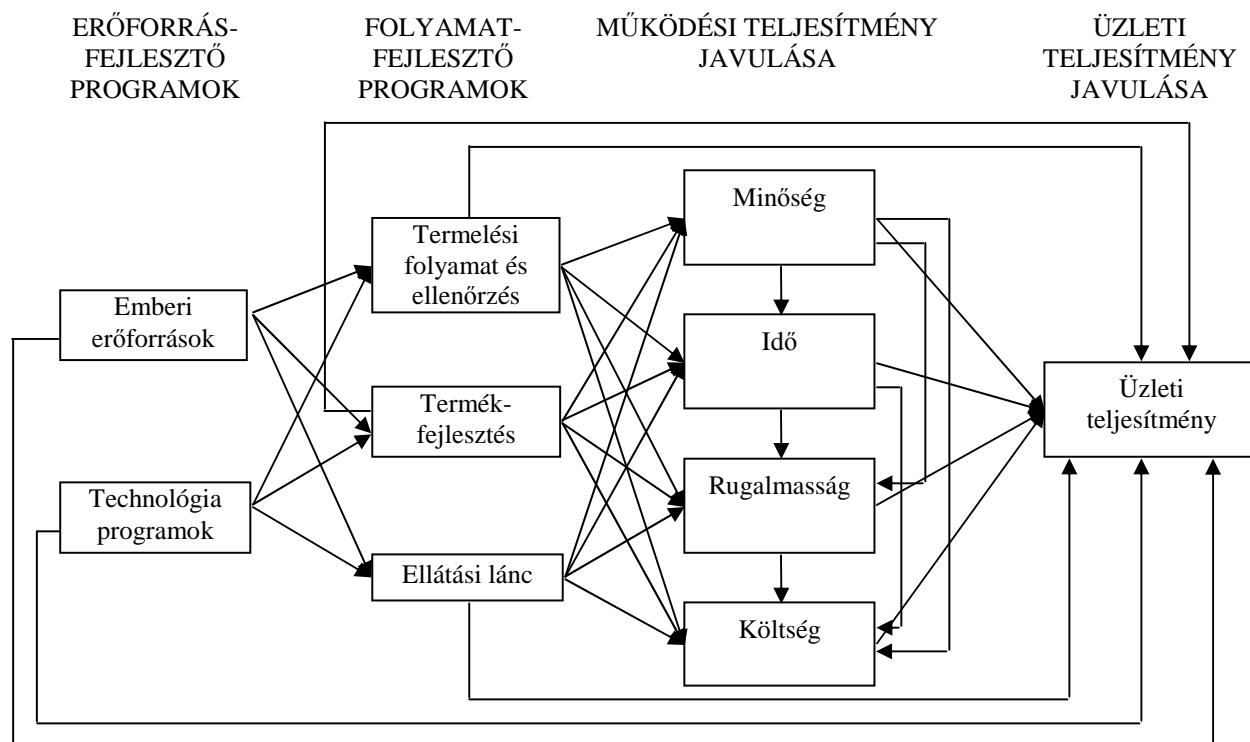 ERŐFORRÁS-
FEJLESZTŐ
PROGRAMOK
FOLYAMAT-
FEJLESZTŐ
PROGRAMOK
MŰKÖDÉSI TELJESÍTMÉNY
JAVULÁSA
ÜZLETI
TELJESÍTMÉNY
JAVULÁSA
Emberi
erőforrások
Technológia
programok
Termelési
folyamat és
ellenőrzés
Termék-
fejlesztés
Ellátási lánc
Minőség
Idő
Rugalmasság
Költség
Üzleti
teljesítmény